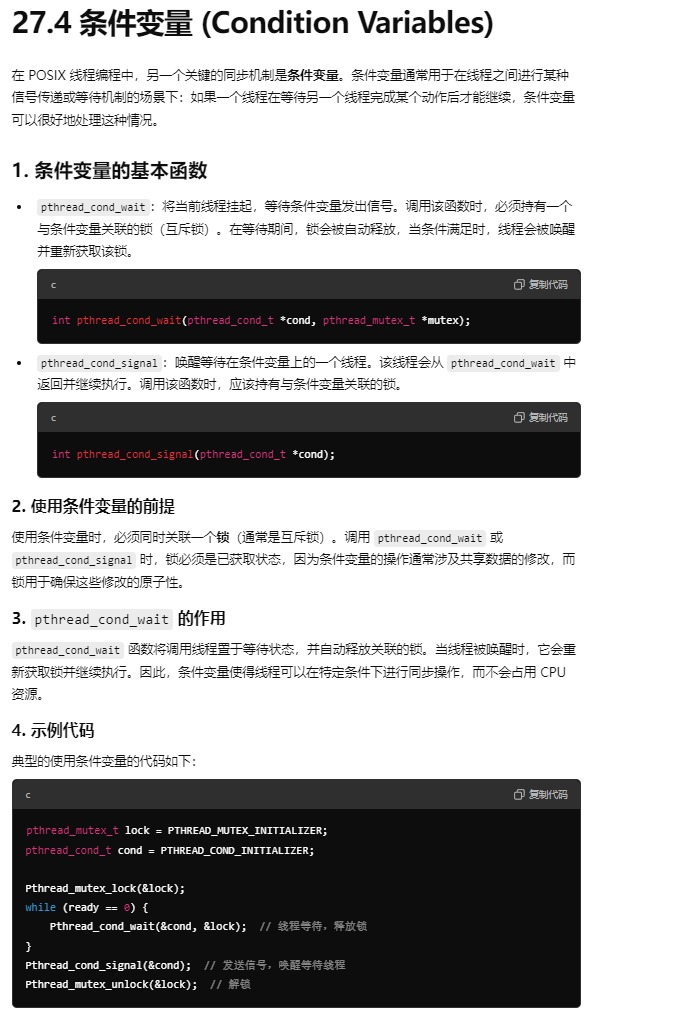 27.4 条件变量 (Condition Variables)
在 POSIX 线程编程中，另一个关键的同步机制是条件变量。条件变量通常用于在线程之间进行某种
信号传递或等待机制的场景下：如果一个线程在等待另一个线程完成某个动作后才能继续，条件变量
可以很好地处理这种情况。
1. 条件变量的基本函数
• pthread_cond_wait：将当前线程挂起，等待条件变量发出信号。调用该函数时，必须持有一个
与条件变量关联的锁（互斥锁）。在等待期间，锁会被自动释放，当条件满足时，线程会被唤醒
并重新获取该锁。
c 复制代码
int pthread_cond_wait(pthread_cond_t *cond, pthread_mutex_t *mutex);
• pthread_cond_signal：唤醒等待在条件变量上的一个线程。该线程会从 pthread_cond_wait 中
返回并继续执行。调用该函数时，应该持有与条件变量关联的锁。
c 复制代码
int pthread_cond_signal(pthread_cond_t *cond);
2. 使用条件变量的前提
使用条件变量时，必须同时关联一个锁（通常是互斥锁）。调用 pthread_cond_wait 或
pthread_cond_signal 时，锁必须是已获取状态，因为条件变量的操作通常涉及共享数据的修改，而
锁用于确保这些修改的原子性。
3. pthread_cond_wait 的作用
pthread_cond_wait 函数将调用线程置于等待状态，并自动释放关联的锁。当线程被唤醒时，它会重
新获取锁并继续执行。因此，条件变量使得线程可以在特定条件下进行同步操作，而不会占用 CPU
资源。
4. 示例代码
典型的使用条件变量的代码如下：
c 复制代码
pthread_mutex_t lock = PTHREAD_MUTEX_INITIALIZER;
pthread_cond_t cond = PTHREAD_COND_INITIALIZER;
Pthread_mutex_lock(&lock);
while (ready == 0) {
    Pthread_cond_wait(&cond, &lock);  // 线程等待，释放锁
}
Pthread_cond_signal(&cond);  // 发送信号，唤醒等待线程
Pthread_mutex_unlock(&lock);  // 解锁